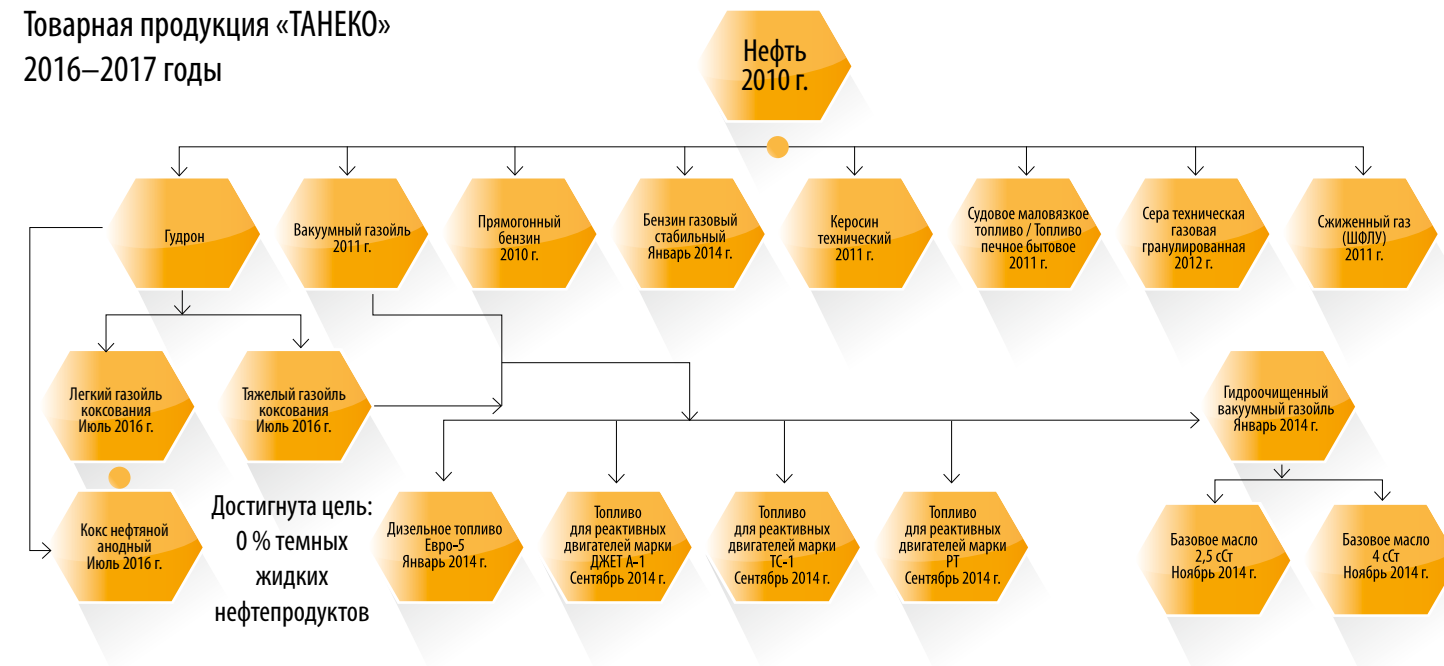 Товарная продукция «ТАНЕКО»
2016–2017 годы
Нефть
2010 г.
Гудрон
Вакуумный газойль
2011 г.
Прямогонный
бензин
2010 г.
Бензин газовый
стабильный
Январь 2014 г.
Керосин
технический
2011 г.
Судовое маловязкое
топливо / Топливо
печное бытовое
2011 г.
Сера техническая
газовая
гранулированная
2012 г.
Сжиженный газ
(ШФЛУ)
2011 г.
Легкий газойль
коксования
Июль 2016 г.
Тяжелый газойль
коксования
Июль 2016 г.
Гидроочищенный
вакуумный газойль
Январь 2014 г.
Кокс нефтяной
анодный
Июль 2016 г.
Достигнута цель:
0 % темных
жидких
нефтепродуктов
Дизельное топливо
Евро-5
Январь 2014 г.
Топливо
для реактивных
двигателей марки
ДЖЕТ А-1
Сентябрь 2014 г.
Топливо
для реактивных
двигателей марки
ТС-1
Сентябрь 2014 г.
Топливо
для реактивных
двигателей марки
РТ
Сентябрь 2014 г.
Базовое масло
2,5 сСт
Ноябрь 2014 г.
Базовое масло
4 сСт
Ноябрь 2014 г.